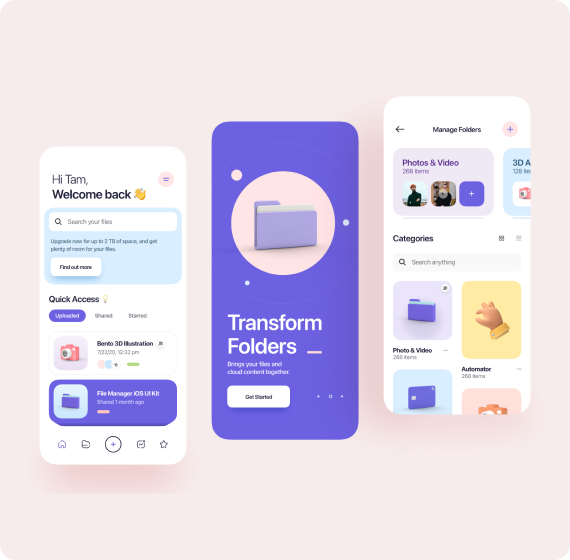 Hi Tam,
Welcome back 👋
Search your files
Upgrade now for up to 2 TB of space, and get
plenty of room for your files.
Find out more
Quick Access 💡
Uploaded Shared Starred
Bento 3D Illustration
7/22/20, 12:32 pm
File Manager iOS UI Kit
Shared 1 month ago
Transform
Folders
Brings your files and
cloud content together.
Get Started
Manage Folders
Photos & Video
268 items
3D A
128 ite
Categories
Search anything
Photo & Video
268 items
Automator
268 items